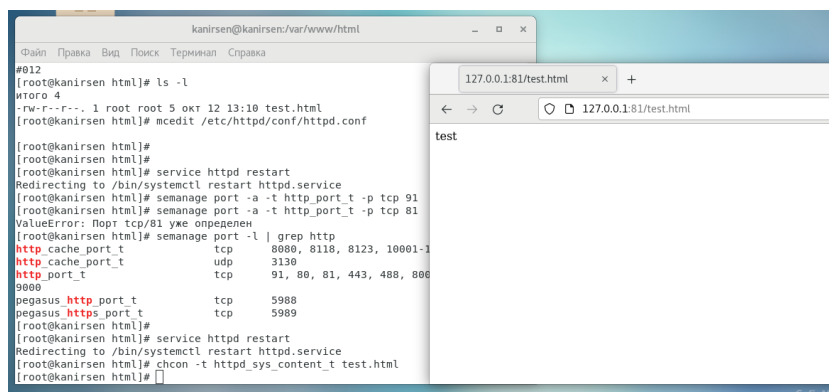 kanirsen@kanirsen:/var/www/html
Файл Правка Вид Поиск Терминал Справка
#012
[root@kanirsen html]# ls -l
итого 4
-rw-r--r--. 1 root root 5 окт 12 13:10 test.html
[root@kanirsen html]# mcedit /etc/httpd/conf/httpd.conf
[root@kanirsen html]#
[root@kanirsen html]#
[root@kanirsen html]# service httpd restart
Redirecting to /bin/systemctl restart httpd.service
[root@kanirsen html]# semanage port -a -t http_port_t -p tcp 91
[root@kanirsen html]# semanage port -a -t http_port_t -p tcp 81
ValueError: Порт tcp/81 уже определен
[root@kanirsen html]# semanage port -l | grep http
http_cache_port_t tcp 8080, 8118, 8123, 10001-1
http_cache_port_t udp 3130
http_port_t tcp 91, 80, 81, 443, 488, 800
9000
pegasus_http_port_t tcp 5988
pegasus_https_port_t tcp 5989
[root@kanirsen html]#
[root@kanirsen html]# service httpd restart
Redirecting to /bin/systemctl restart httpd.service
[root@kanirsen html]# chcon -t httpd_sys_content_t test.html
[root@kanirsen html]#
127.0.0.1:81/test.html
127.0.0.1:81/test.html
test